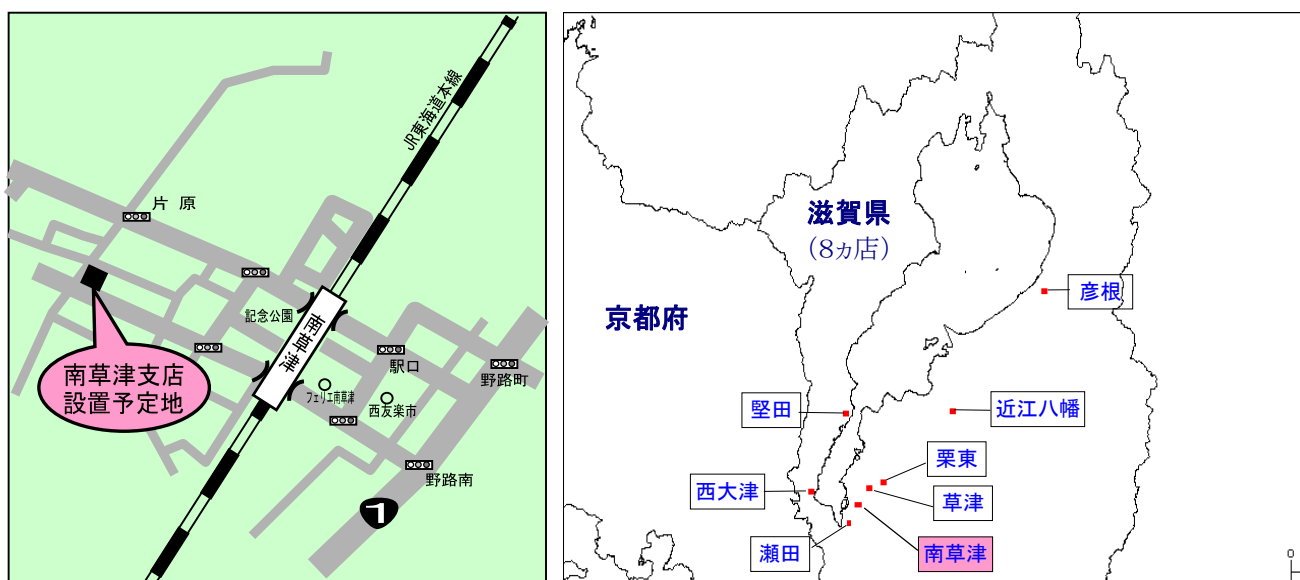 JR東海道本線
片 原
記念公園
南草津
駅口
野路町
フェリエ南草津
西友楽市
南草津支店
設置予定地
野路南
1
滋賀県
(8ヵ店)
京都府
彦根
堅田
近江八幡
栗東
西大津
草津
瀬田
南草津
0